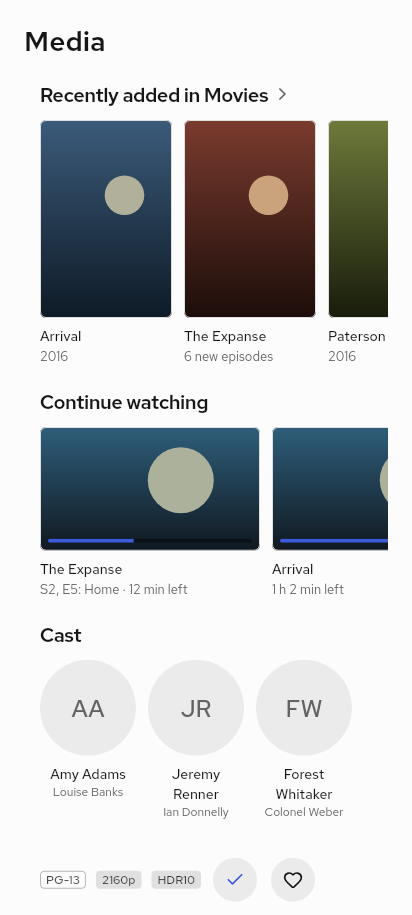 Media
Recently added in Movies
Arrival
2016
The Expanse
6 new episodes
Paterson
2016
Continue watching
The Expanse
S2, E5: Home · 12 min left
Arrival
1 h 2 min left
Cast
AA
JR
FW
Amy Adams
Louise Banks
Jeremy
Renner
Ian Donnelly
Forest
Whitaker
Colonel Weber
PG-13 2160p HDR10